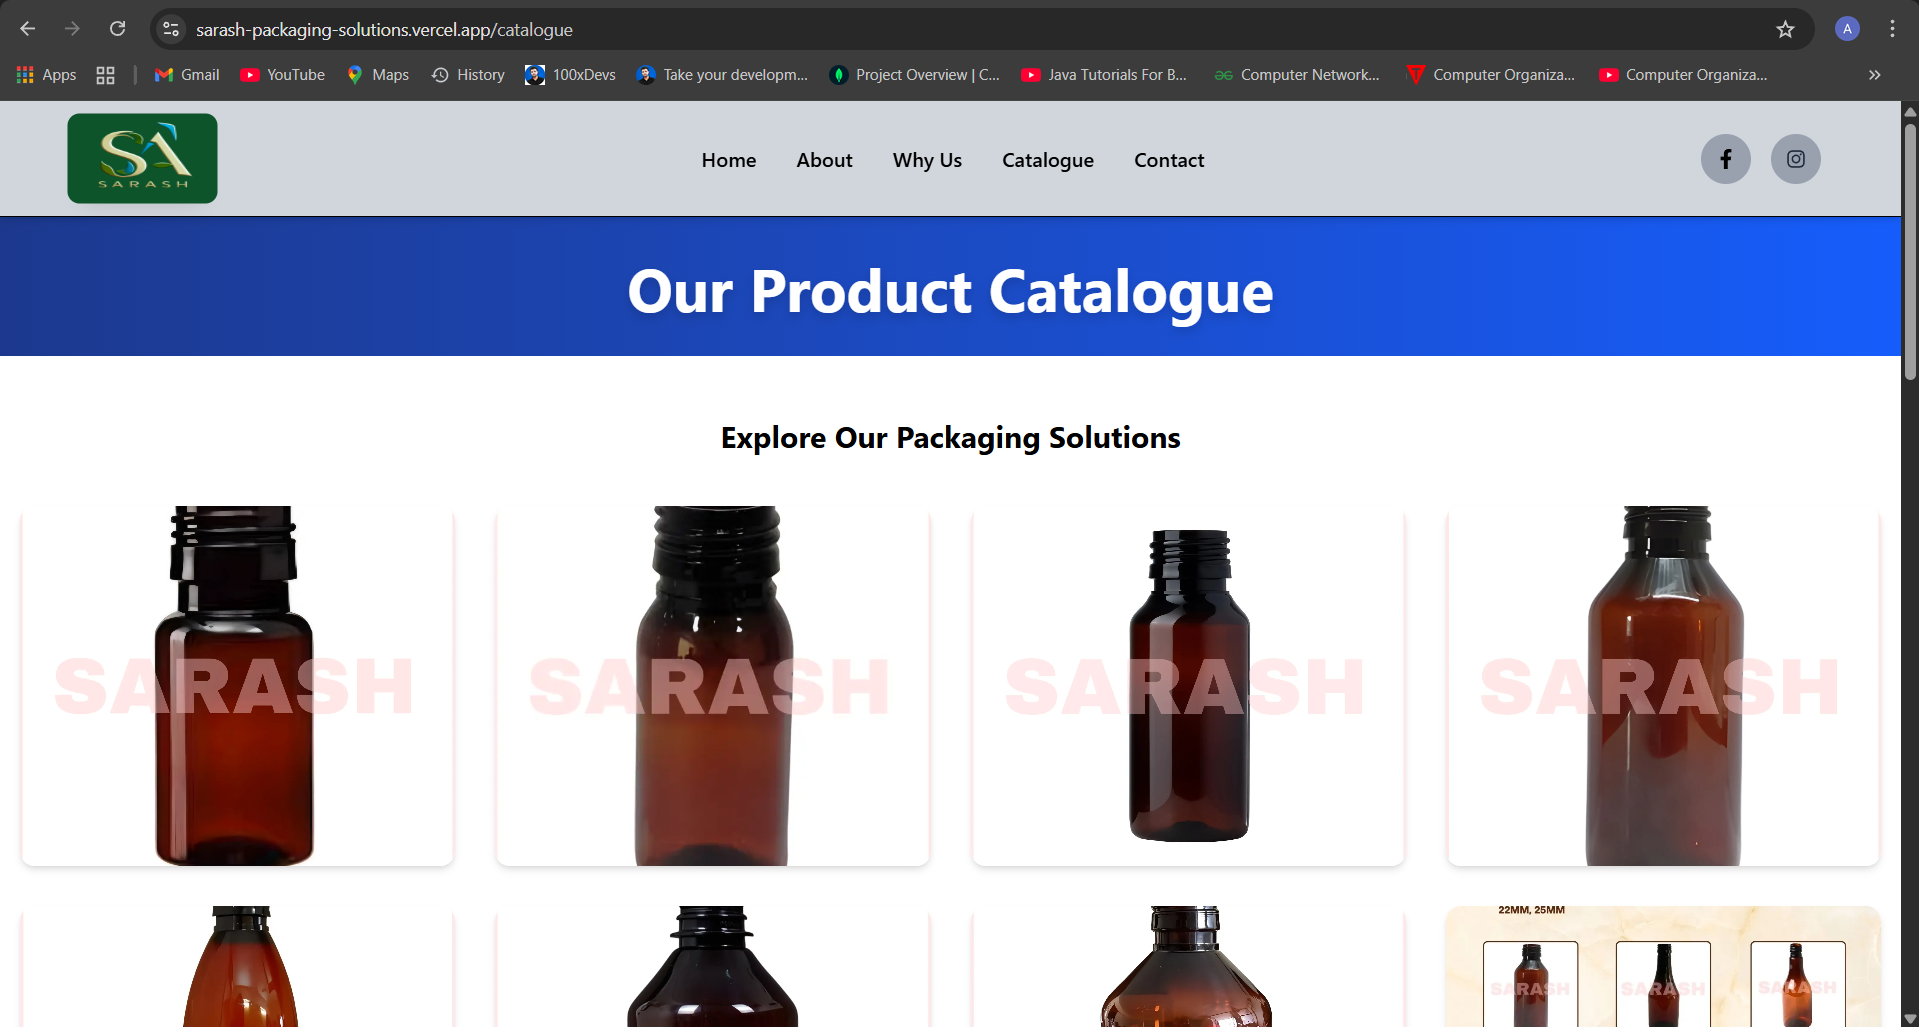 sarash-packaging-solutions.vercel.app/catalogue
A
Apps
Gmail
YouTube
Maps
History
100xDevs
Take your developm...
Project Overview | C...
Java Tutorials For B...
Computer Network...
Computer Organiza...
Computer Organiza...
SA
SARASH
Home
About
Why Us
Catalogue
Contact
Our Product Catalogue
Explore Our Packaging Solutions
SARASH
SARASH
SARASH
SARASH
22MM, 25MM
SARASH
SARASH
SARASH